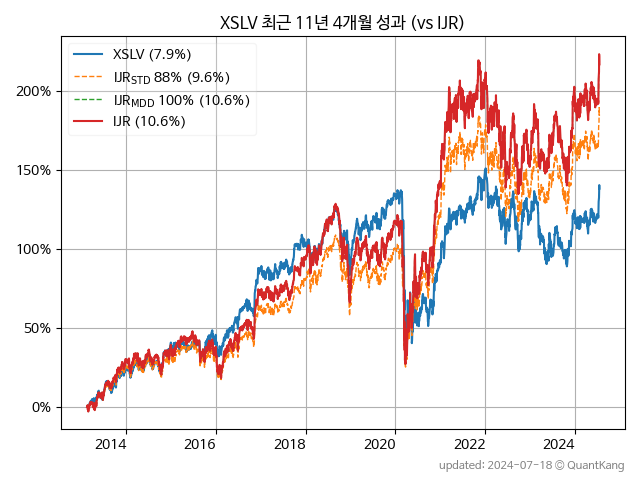 XSLV 최근 11년 4개월 성과 (vs IJR)
XSLV (7.9%)
IJR_STD 88% (9.6%)
IJR_MDD 100% (10.6%)
IJR (10.6%)
200%
150%
100%
50%
0%
2014 2016 2018 2020 2022 2024
updated: 2024-07-18 © QuantKang